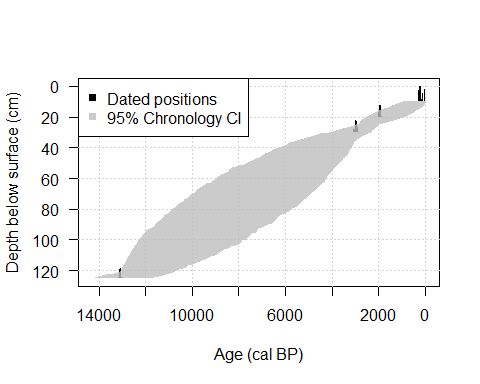 Dated positions
95% Chronology CI
Depth below surface (cm)
0
20
40
60
80
100
120
14000 10000 6000 2000 0
Age (cal BP)